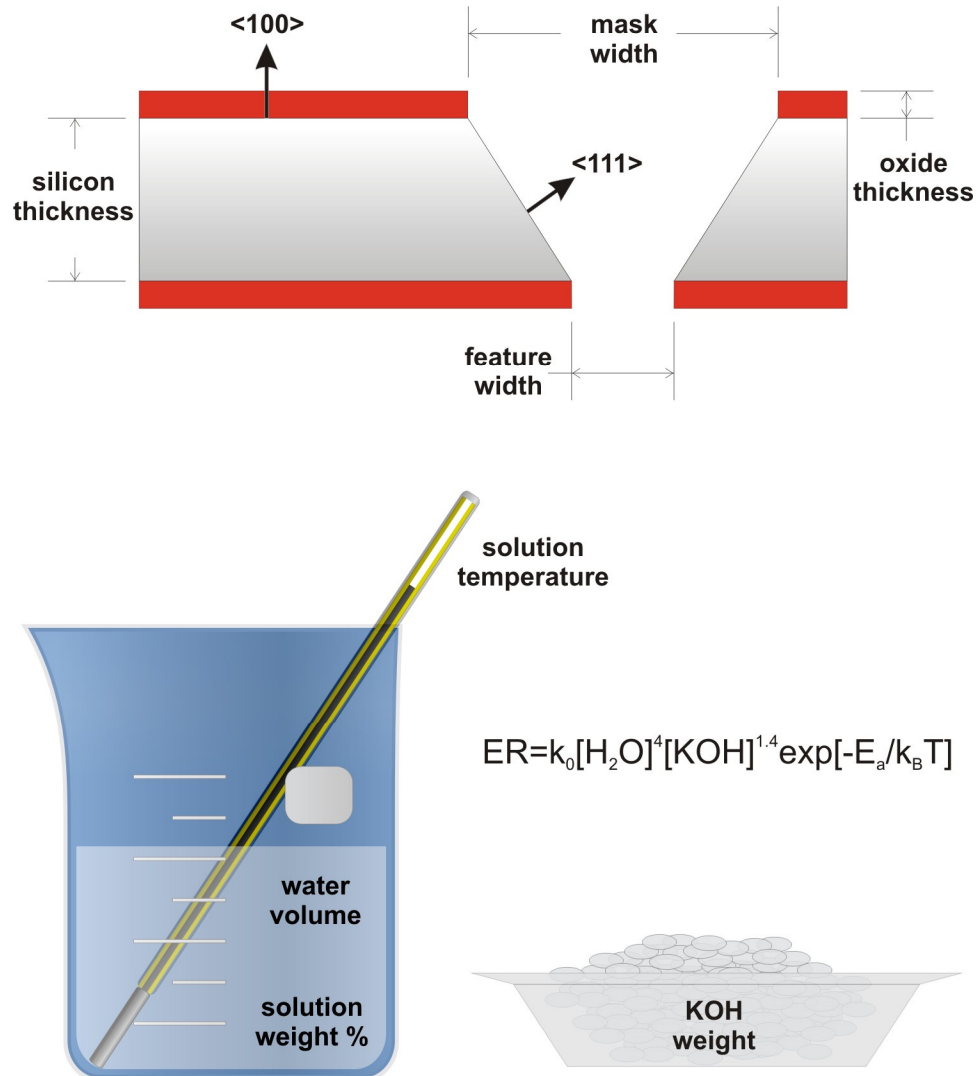 <100>
mask
width
<111>
silicon
thickness
oxide
thickness
feature
width
solution
temperature
ER=k₀[H₂O]⁴[KOH]¹·⁴exp[-Eₐ/k_BT]
water
volume
solution
weight %
KOH
weight